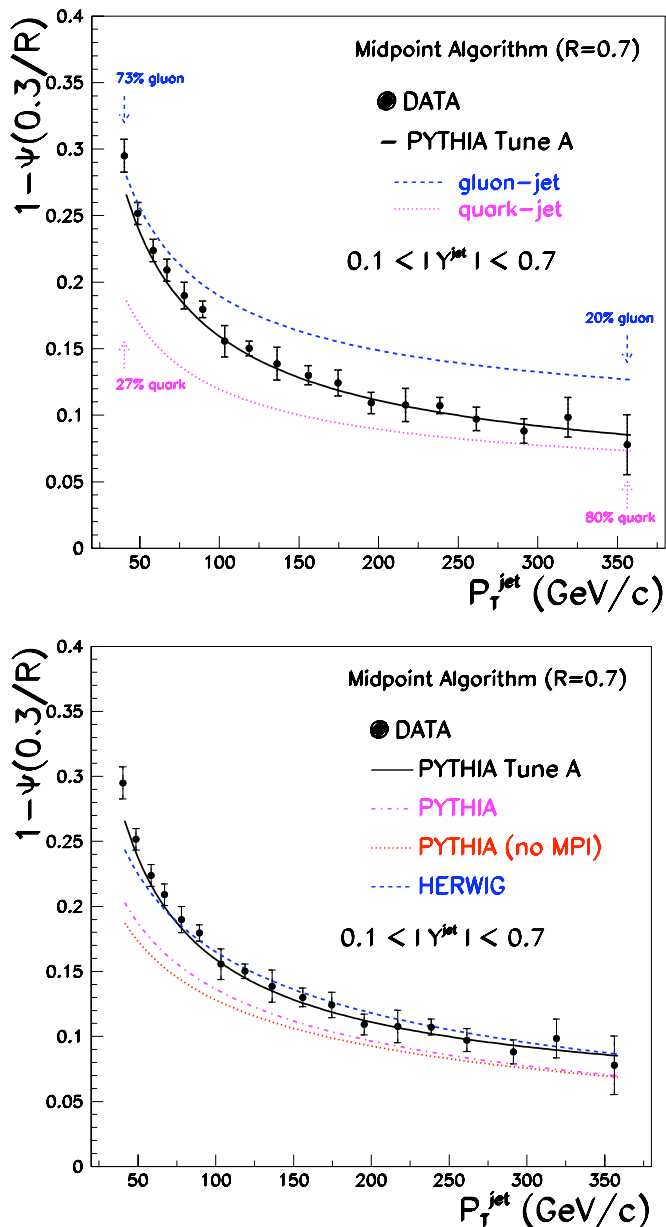 1−ψ(0.3/R)
0.4
0.35
0.3
0.25
0.2
0.15
0.1
0.05
0
73% gluon
Midpoint Algorithm (R=0.7)
DATA
PYTHIA Tune A
gluon−jet
quark−jet
0.1 < | Y^jet | < 0.7
20% gluon
27% quark
80% quark
50 100 150 200 250 300 350
P_T^jet (GeV/c)
1−ψ(0.3/R)
0.4
0.35
0.3
0.25
0.2
0.15
0.1
0.05
0
Midpoint Algorithm (R=0.7)
DATA
PYTHIA Tune A
PYTHIA
PYTHIA (no MPI)
HERWIG
0.1 < | Y^jet | < 0.7
50 100 150 200 250 300 350
P_T^jet (GeV/c)